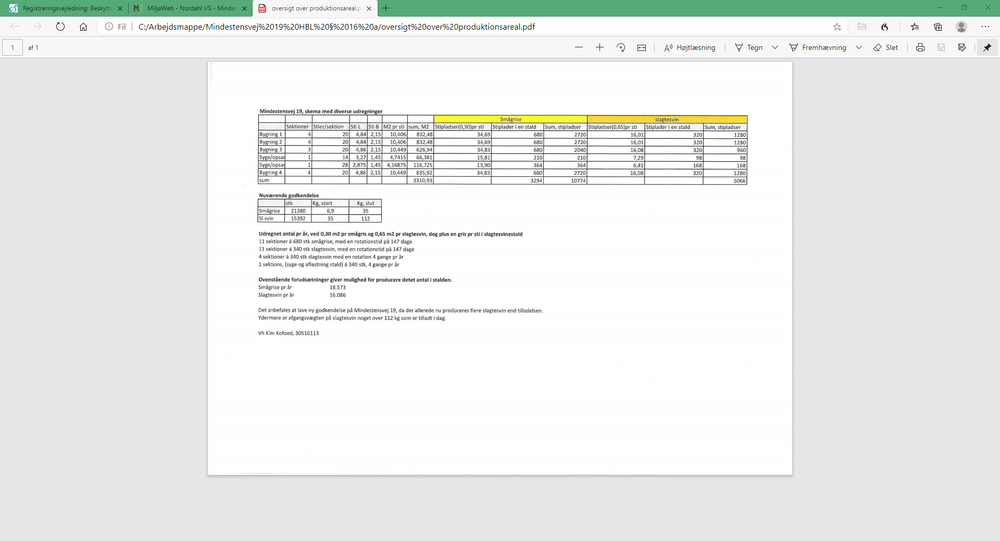 Registreringsvejledning: Beskytte
MiljøWeb - Nordahl I/S - Mindes
oversigt over produktionsareal.p
Fil
C:/Arbejdsmappe/Mindestensvej%2019%20HBL%20§%2016%20a/oversigt%20over%20produktionsareal.pdf
1 af 1
Højtlæsning
Tegn
Fremhævning
Slet
Mindestensvej 19, skema med diverse udregninger
Smågrise slagtesvin
Sektioner Stier/sektion Sti L Sti B M2 pr sti sum, M2 Stipladser(0,30)pr sti Stiplader i en stald Sum, stipladser Stipladser(0,65)pr sti Stiplader i en stald Sum, stipladser
Bygning 1 4 20 4,84 2,15 10,406 832,48 34,69 680 2720 16,01 320 1280
Bygning 2 4 20 4,84 2,15 10,406 832,48 34,69 680 2720 16,01 320 1280
Bygning 3 3 20 4,86 2,15 10,449 626,94 34,83 680 2040 16,08 320 960
Syge/opsar 1 14 3,27 1,45 4,7415 66,381 15,81 210 210 7,29 98 98
Syge/opsar 1 28 2,875 1,45 4,16875 116,725 13,90 364 364 6,41 168 168
Bygning 4 4 20 4,86 2,15 10,449 835,92 34,83 680 2720 16,08 320 1280
sum 3310,93 3294 10774 5066
Nuværende godkendelse
stk Kg, start Kg, slut
Smågrise 21380 6,9 35
Sl.svin 15392 35 112
Udregnet antal pr år, ved 0,30 m2 pr smågris og 0,65 m2 pr slagtesvin, dog plus en gris pr sti i slagtesvinestald
11 sektioner á 680 stk smågrise, med en rotationstid på 147 dage
11 sektioner á 340 stk slagtesvin, med en rotationstid på 147 dage
4 sektioner á 340 stk slagtesvin med en rotation 4 gange pr år
1 sektions, (syge og aflastning stald) á 340 stk, 4 gange pr år
Ovenstående forudsætninger giver mulighed for producere detet antal i stalden.
Smågrise pr år 18.573
Slagtesvin pr år 16.086
Det anbefales at lave ny godkendelse på Mindestensvej 19, da der allerede nu produceres flere slagtesvin end tilladelsen.
Ydermere er afgangsvægten på slagtesvin noget over 112 kg som er tilladt i dag.
Vh Kim Kofoed, 30516113